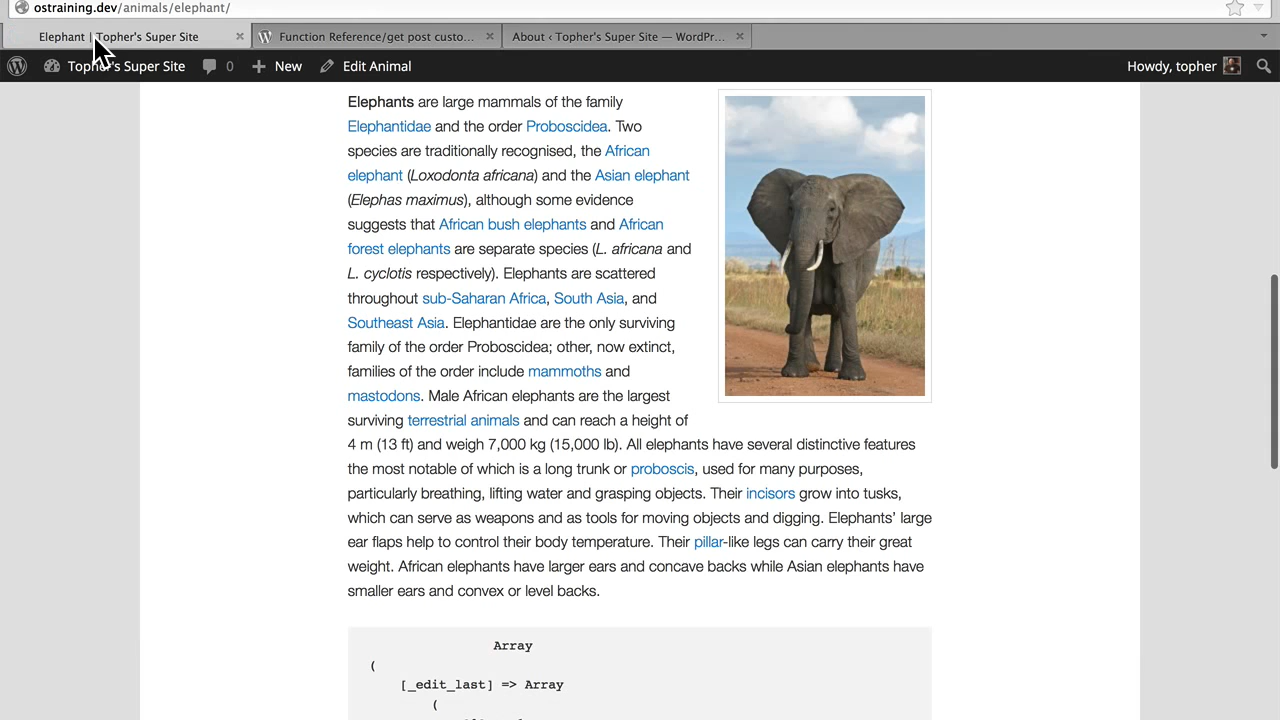 ostraining.dev/animals/elephant/
Elephant | Topher's Super Site
Function Reference/get post custo...
About ‹ Topher's Super Site — WordPr...
Topher's Super Site 0 New Edit Animal
Howdy, topher
Elephants are large mammals of the family
Elephantidae and the order Proboscidea. Two
species are traditionally recognised, the African
elephant (Loxodonta africana) and the Asian elephant
(Elephas maximus), although some evidence
suggests that African bush elephants and African
forest elephants are separate species (L. africana and
L. cyclotis respectively). Elephants are scattered
throughout sub-Saharan Africa, South Asia, and
Southeast Asia. Elephantidae are the only surviving
family of the order Proboscidea; other, now extinct,
families of the order include mammoths and
mastodons. Male African elephants are the largest
surviving terrestrial animals and can reach a height of
4 m (13 ft) and weigh 7,000 kg (15,000 lb). All elephants have several distinctive features
the most notable of which is a long trunk or proboscis, used for many purposes,
particularly breathing, lifting water and grasping objects. Their incisors grow into tusks,
which can serve as weapons and as tools for moving objects and digging. Elephants' large
ear flaps help to control their body temperature. Their pillar-like legs can carry their great
weight. African elephants have larger ears and concave backs while Asian elephants have
smaller ears and convex or level backs.
Array
(
[_edit_last] => Array
(